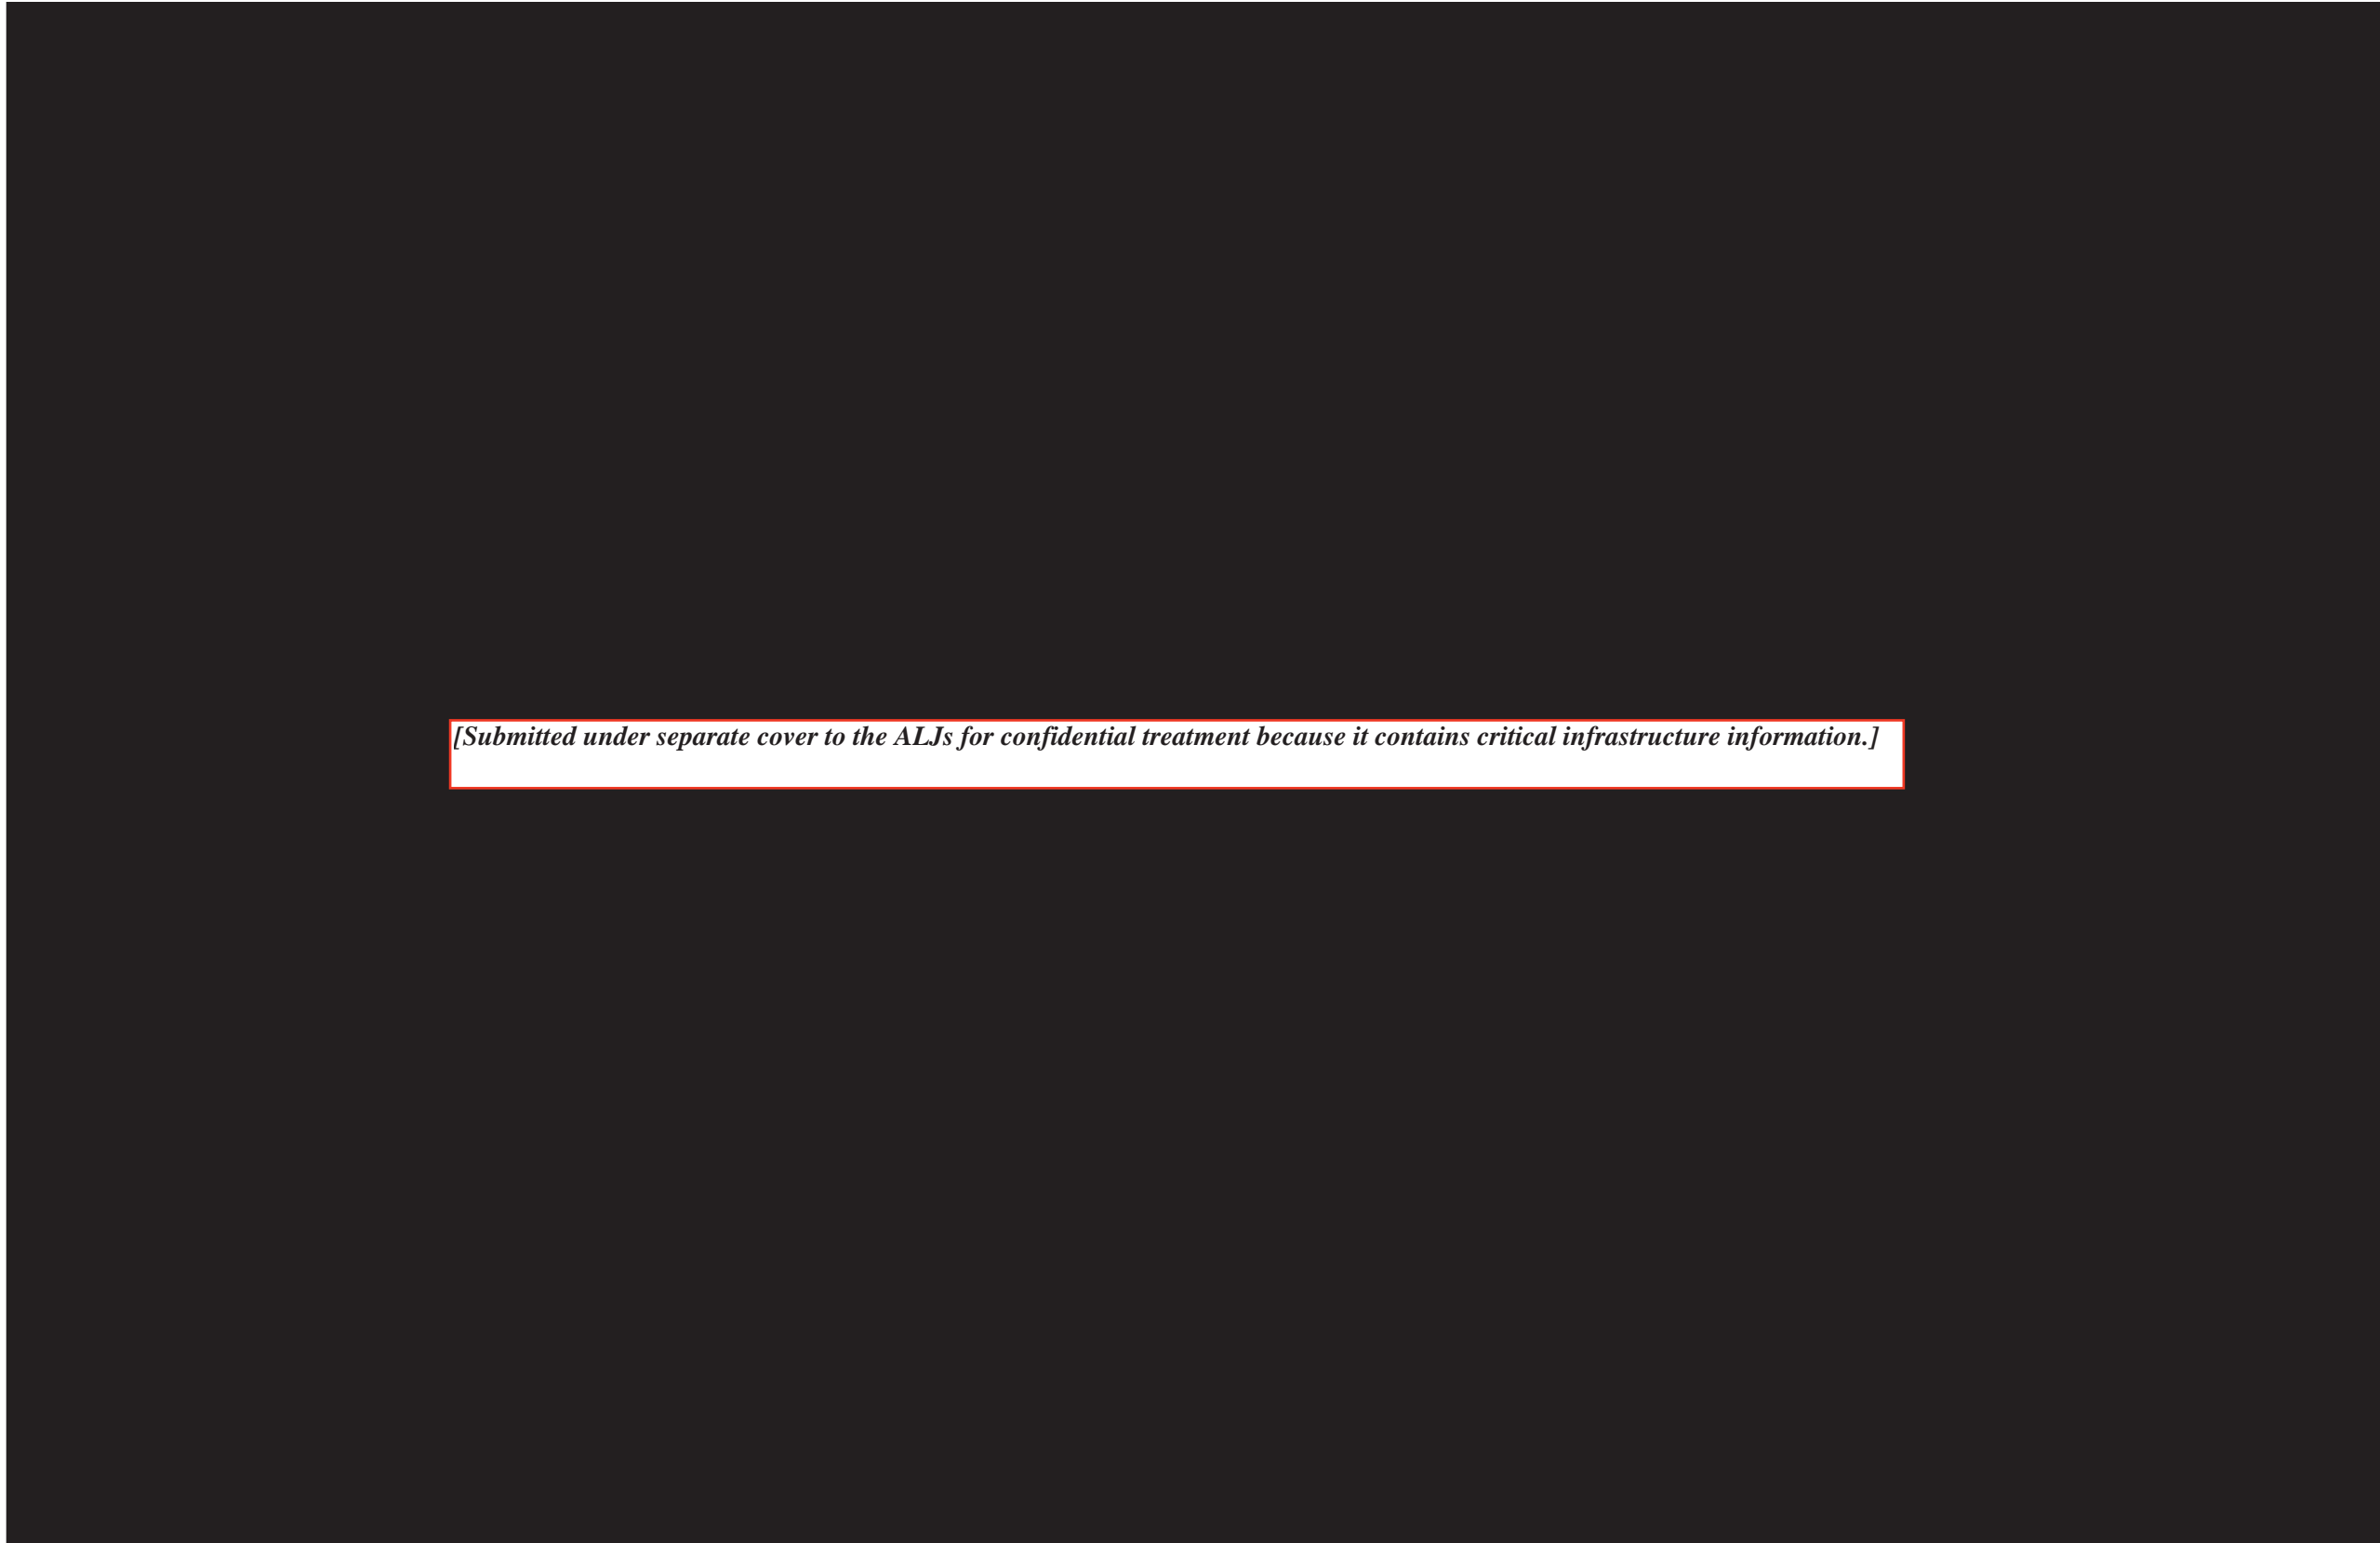 [Submitted under separate cover to the ALJs for confidential treatment because it contains critical infrastructure information.]